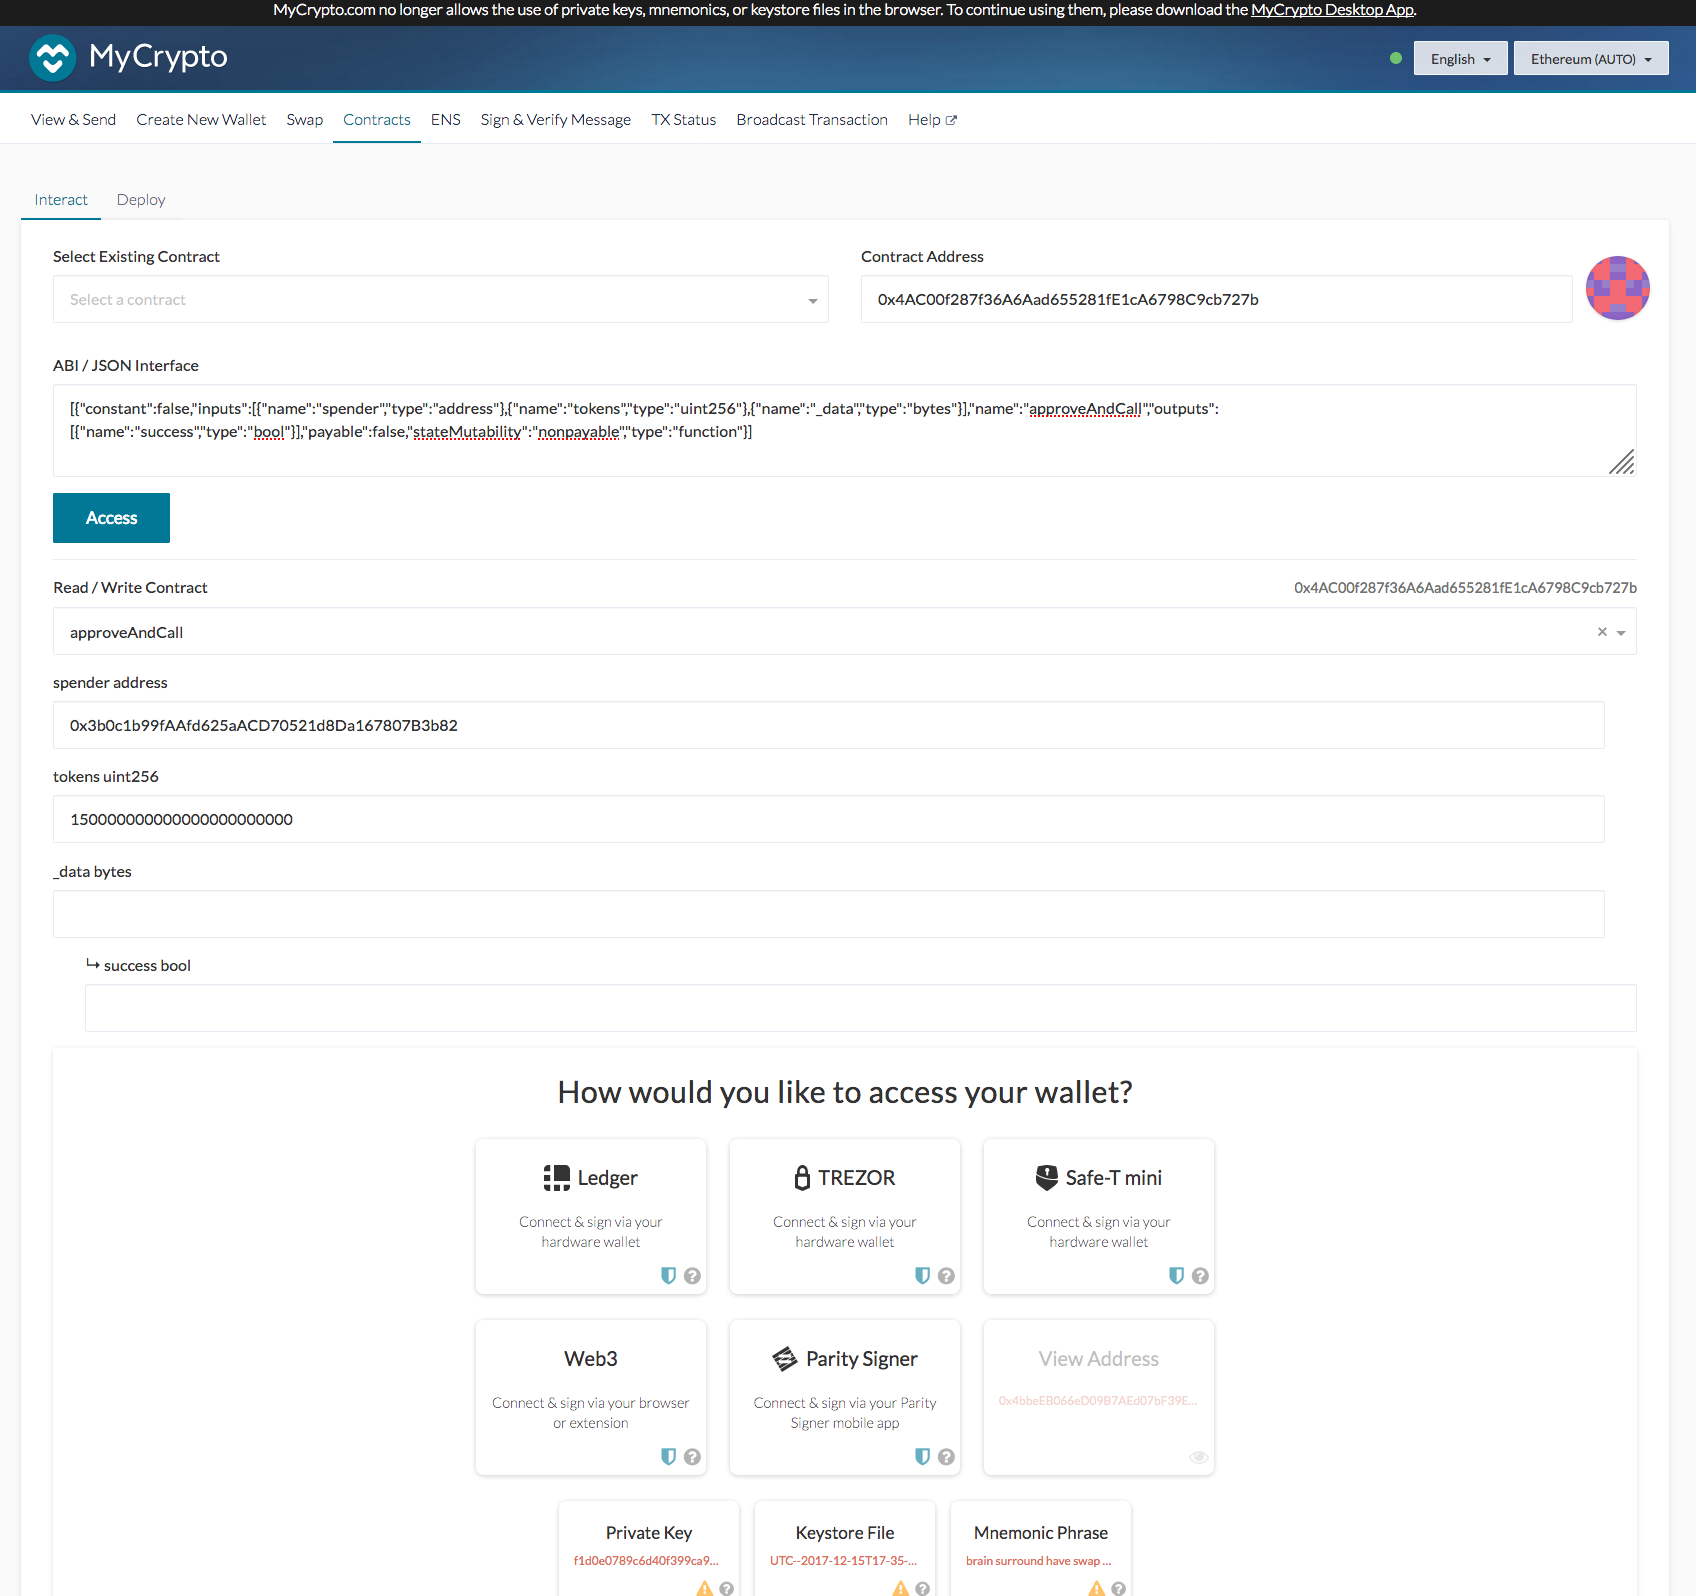 MyCrypto.com no longer allows the use of private keys, mnemonics, or keystore files in the browser. To continue using them, please download the MyCrypto Desktop App.
MyCrypto
English
Ethereum (AUTO)
View & Send
Create New Wallet
Swap
Contracts
ENS
Sign & Verify Message
TX Status
Broadcast Transaction
Help
Interact
Deploy
Select Existing Contract
Select a contract
Contract Address
0x4AC00f287f36A6Aad655281fE1cA6798C9cb727b
ABI / JSON Interface
[{"constant":false,"inputs":[{"name":"spender","type":"address"},{"name":"tokens","type":"uint256"},{"name":"_data","type":"bytes"}],"name":"approveAndCall","outputs":
[{"name":"success","type":"bool"}],"payable":false,"stateMutability":"nonpayable","type":"function"}]
Access
Read / Write Contract
0x4AC00f287f36A6Aad655281fE1cA6798C9cb727b
approveAndCall
spender address
0x3b0c1b99fAAfd625aACD70521d8Da167807B3b82
tokens uint256
150000000000000000000000
_data bytes
↳ success bool
How would you like to access your wallet?
Ledger
Connect & sign via your
hardware wallet
TREZOR
Connect & sign via your
hardware wallet
Safe-T mini
Connect & sign via your
hardware wallet
Web3
Connect & sign via your browser
or extension
Parity Signer
Connect & sign via your Parity
Signer mobile app
View Address
0x4bbeEB066eD09B7AEd07bF39E...
Private Key
f1d0e0789c6d40f399ca9...
Keystore File
UTC--2017-12-15T17-35-...
Mnemonic Phrase
brain surround have swap ...